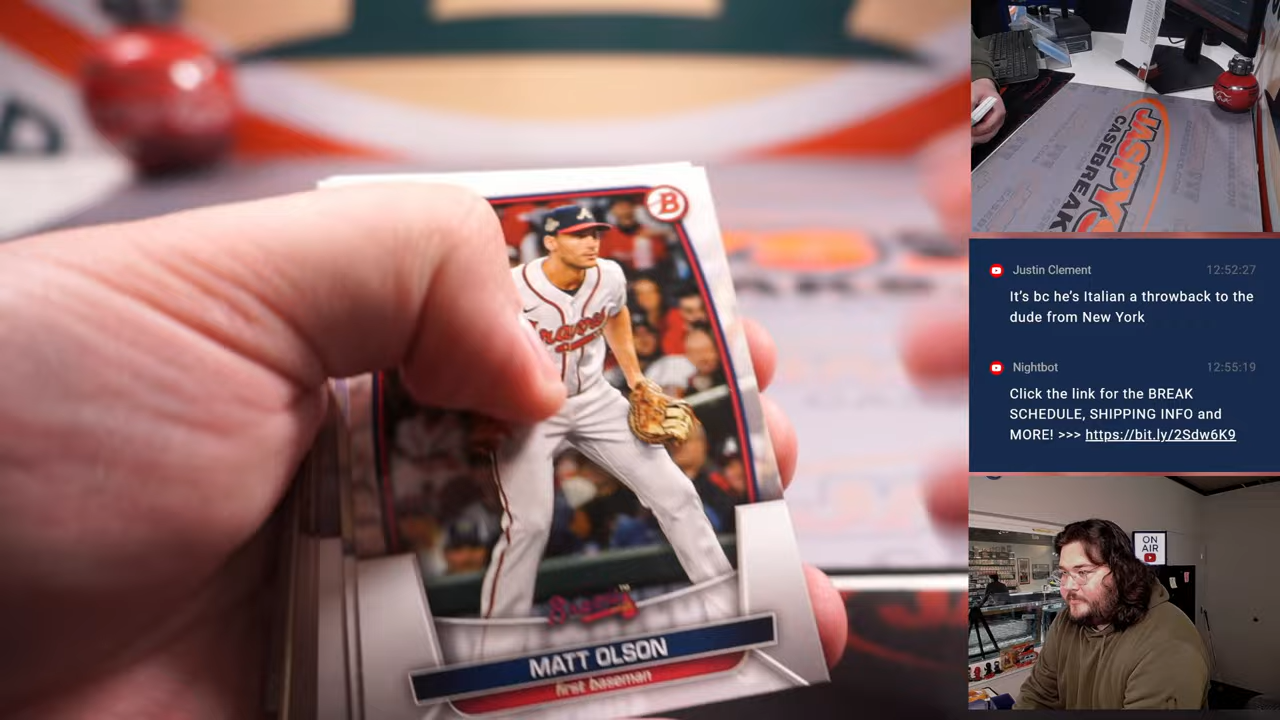 B
Braves
MATT OLSON
first baseman
JASPY'S
CASEBREAK
Justin Clement 12:52:27
It's bc he's Italian a throwback to the
dude from New York
Nightbot 12:55:19
Click the link for the BREAK
SCHEDULE, SHIPPING INFO and
MORE! >>> https://bit.ly/2Sdw6K9
ON
AIR